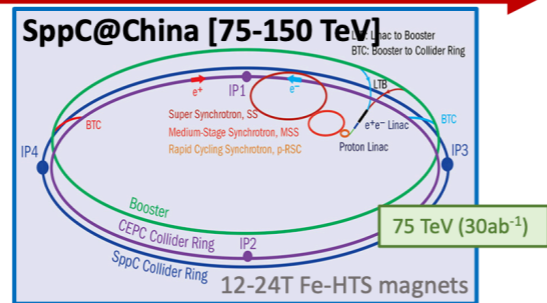 SppC@China [75-150 TeV]
LTB: Linac to Booster
BTC: Booster to Collider Ring
e⁺
IP1
e⁻
LTB
Super Synchrotron, SS
Medium-Stage Synchrotron, MSS
Rapid Cycling Synchrotron, p-RSC
e⁺e⁻ Linac
Proton Linac
BTC
BTC
IP4
IP3
Booster
CEPC Collider Ring
IP2
SppC Collider Ring
75 TeV (30ab⁻¹)
12-24T Fe-HTS magnets